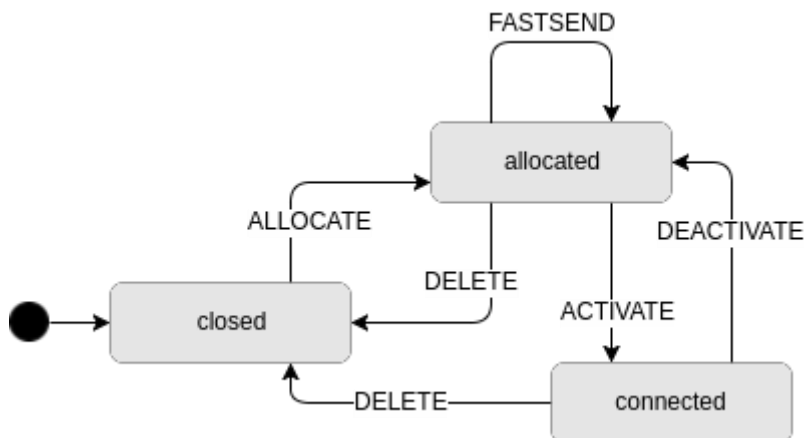 FASTSEND
allocated
ALLOCATE
DEACTIVATE
DELETE
ACTIVATE
closed
DELETE
connected